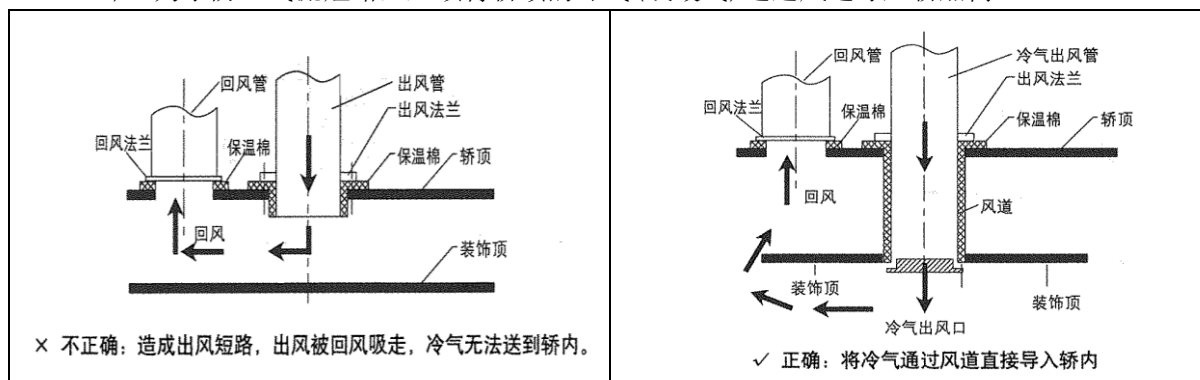 回风管
出风管
回风法兰
出风法兰
保温棉
保温棉
轿顶
回风
装饰顶
× 不正确：造成出风短路，出风被回风吸走，冷气无法送到轿内。
回风管
冷气出风管
回风法兰
出风法兰
保温棉
保温棉
轿顶
回风
风道
装饰顶
装饰顶
冷气出风口
✓ 正确：将冷气通过风道直接导入轿内